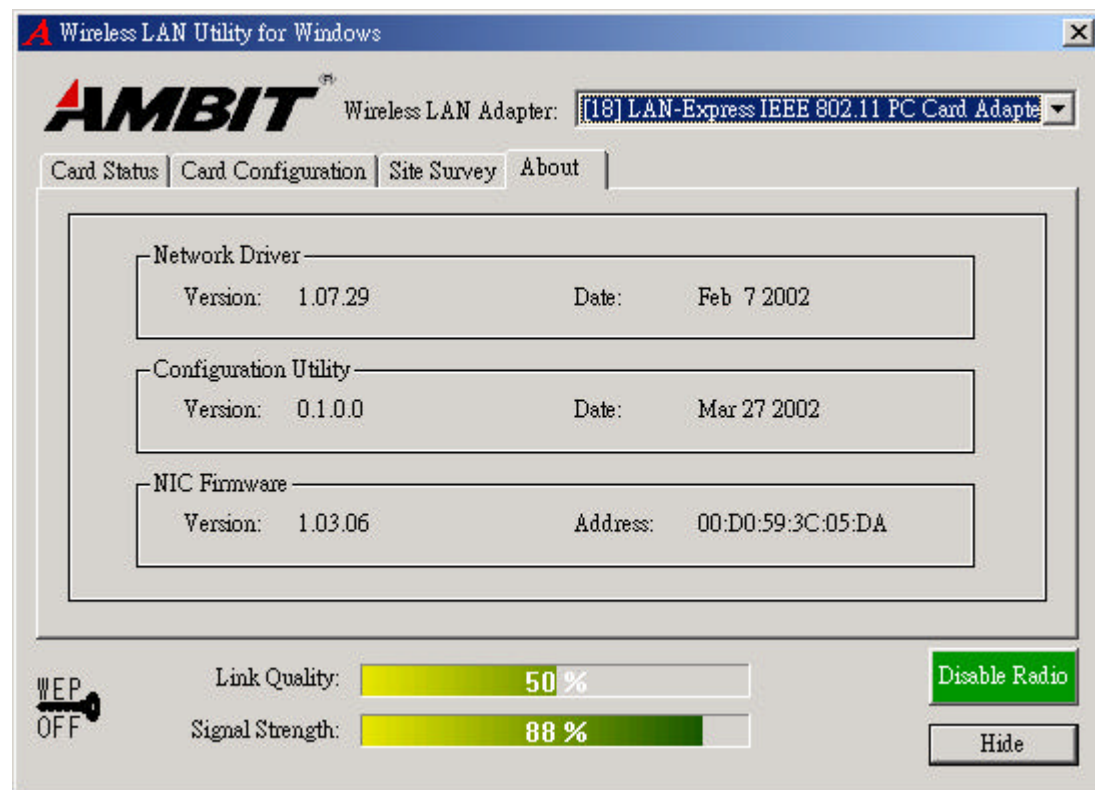 Wireless LAN Utility for Windows
AMBIT® Wireless LAN Adapter: [18] LAN-Express IEEE 802.11 PC Card Adapte
Card Status Card Configuration Site Survey About
Network Driver
Version: 1.07.29 Date: Feb 7 2002
Configuration Utility
Version: 0.1.0.0 Date: Mar 27 2002
NIC Firmware
Version: 1.03.06 Address: 00:D0:59:3C:05:DA
WEP
OFF
Link Quality: 50 %
Signal Strength: 88 %
Disable Radio
Hide